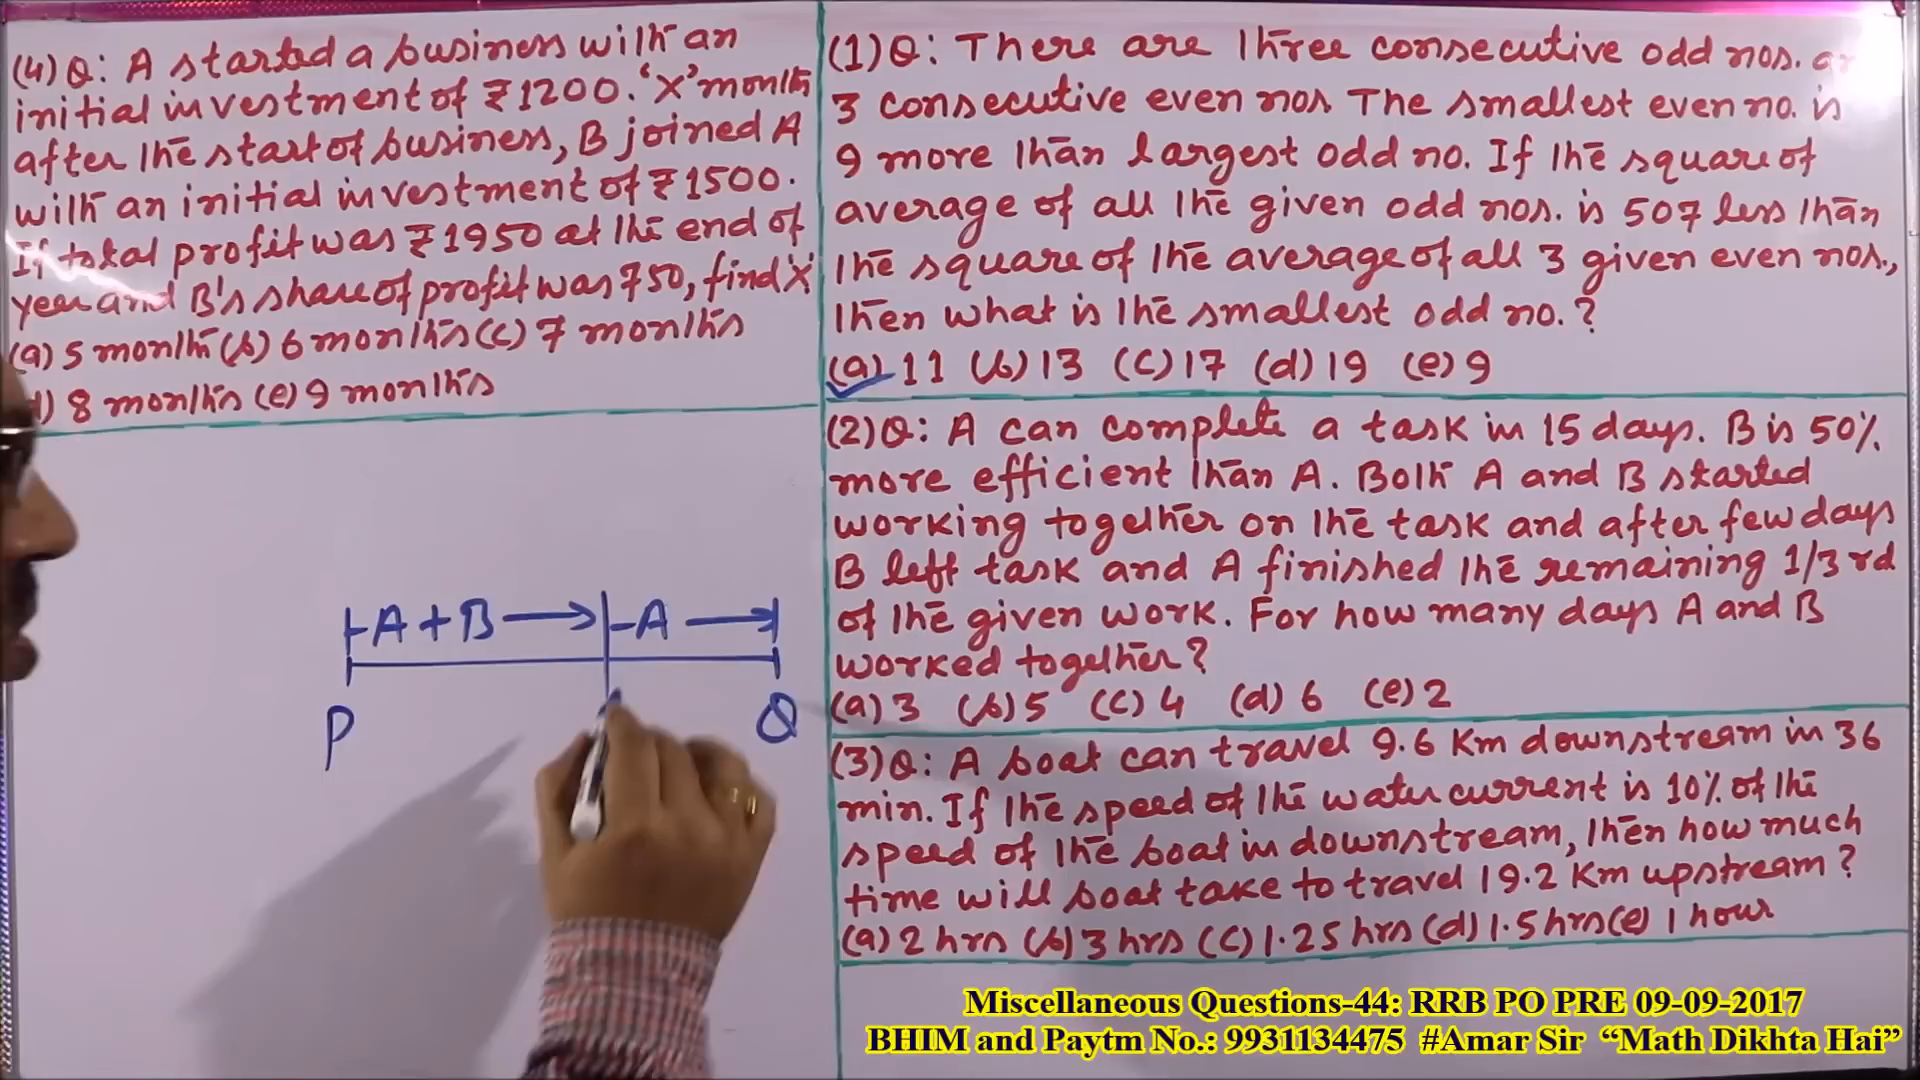 (4)Q: A started a business with an
initial investment of ₹1200. 'X' month
after the start of business, B joined A
with an initial investment of ₹1500.
If total profit was ₹1950 at the end of
year and B's share of profit was 750, find 'X'
(a) 5 month (b) 6 months (c) 7 months
8 months (e) 9 months
A + B A
P Q
(1)Q: There are three consecutive odd nos.
3 consecutive even nos. The smallest even no. is
9 more than largest odd no. If the square of
average of all the given odd nos. is 507 less than
the square of the average of all 3 given even nos.,
then what is the smallest odd no.?
(a) 11 (b) 13 (c) 17 (d) 19 (e) 9
(2)Q: A can complete a task in 15 days. B is 50%
more efficient than A. Both A and B started
working together on the task and after few days
B left task and A finished the remaining 1/3 rd
of the given work. For how many days A and B
worked together?
(a) 3 (b) 5 (c) 4 (d) 6 (e) 2
(3)Q: A boat can travel 9.6 Km downstream in 36
min. If the speed of the water current is 10% of the
speed of the boat in downstream, then how much
time will boat take to travel 19.2 Km upstream?
(a) 2 hrs (b) 3 hrs (c) 1.25 hrs (d) 1.5 hrs (e) 1 hour
Miscellaneous Questions-44: RRB PO PRE 09-09-2017
BHIM and Paytm No.: 9931134475 #Amar Sir “Math Dikhta Hai”